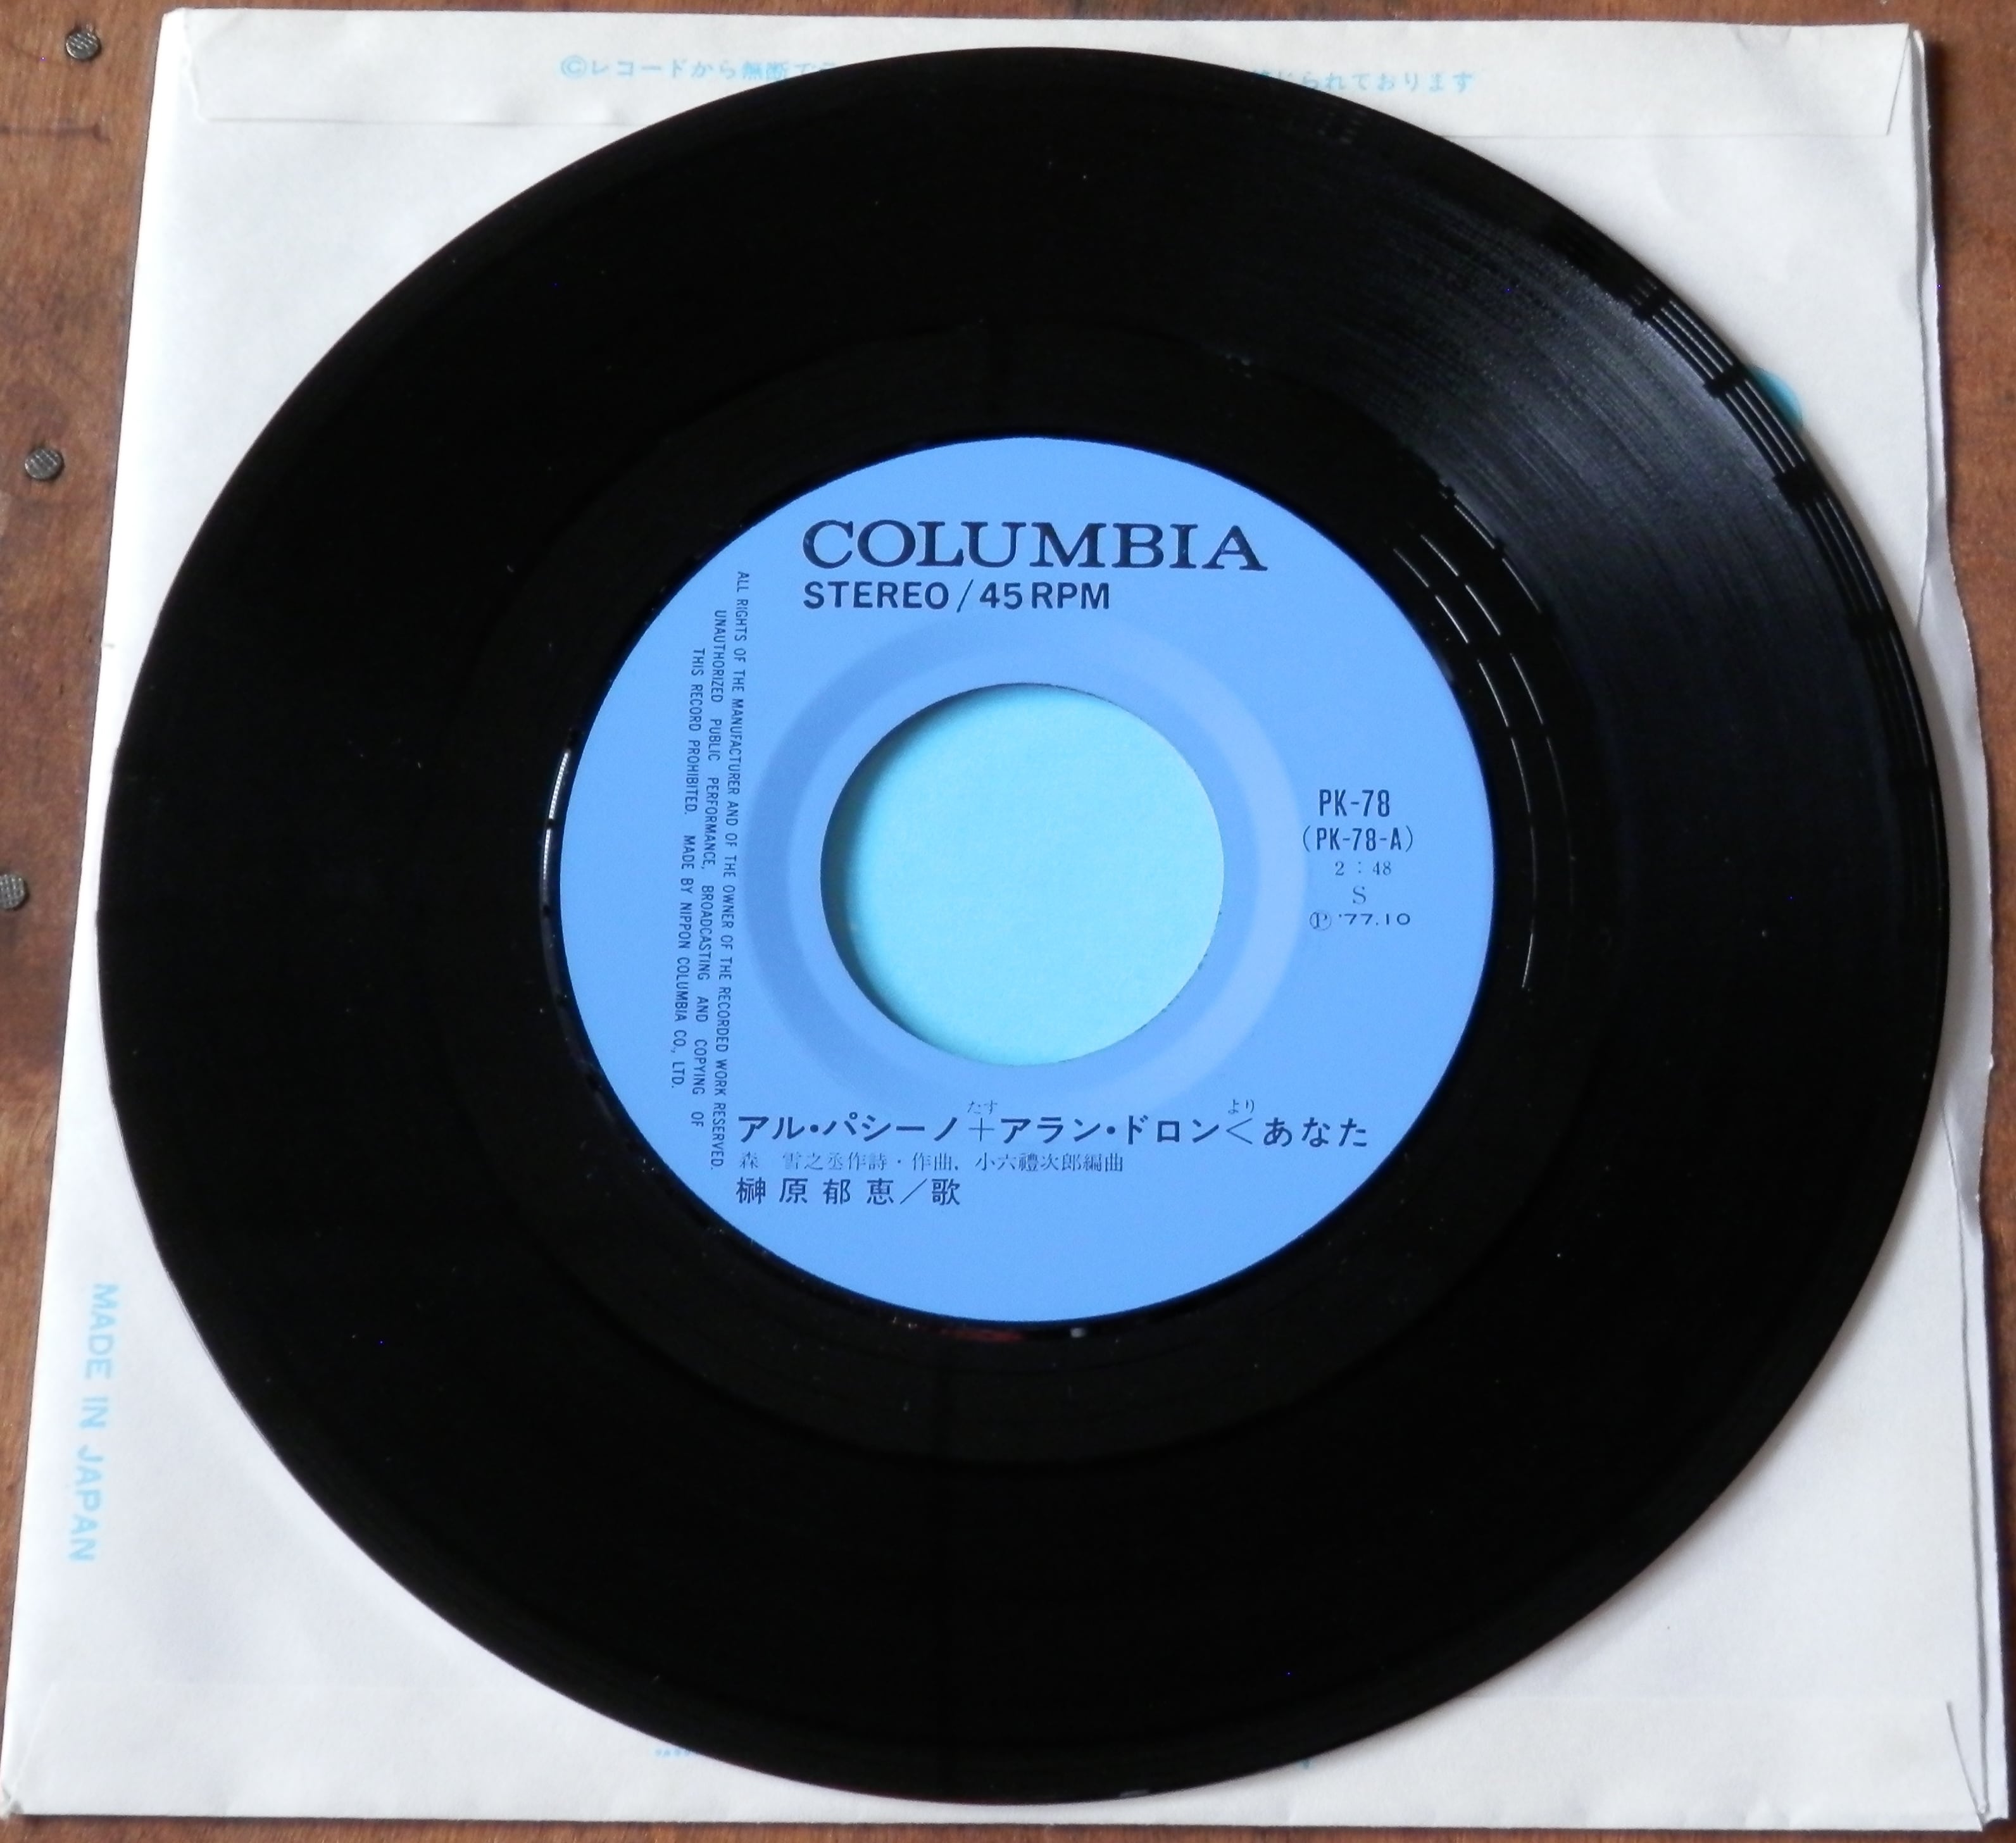 ©レコードから無断でテ
じられております
COLUMBIA
STEREO/45RPM
ALL RIGHTS OF THE MANUFACTURER AND OF THE OWNER OF THE RECORDED WORK RESERVED.
UNAUTHORIZED PUBLIC PERFORMANCE, BROADCASTING AND COPYING OF
THIS RECORD PROHIBITED. MADE BY NIPPON COLUMBIA CO., LTD.
PK-78
(PK-78-A)
2:48
S
Ⓟ'77.10
たす より
アル・パシーノ+アラン・ドロン<あなた
森 雪之丞作詩・作曲, 小六禮次郎編曲
榊原郁恵/歌
MADE IN JAPAN